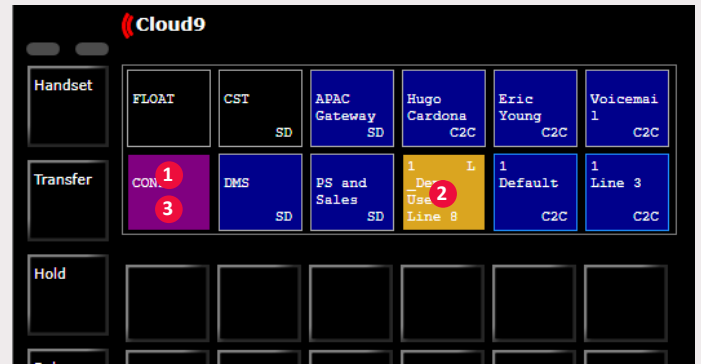 Cloud9
Handset
FLOAT
CST
SD
APAC
Gateway
SD
Hugo
Cardona
C2C
Eric
Young
C2C
Voicemai
l
C2C
Transfer
1
3
DMS
SD
PS and
Sales
SD
1 L
2
Line 8
1
Default
C2C
1
Line 3
C2C
Hold